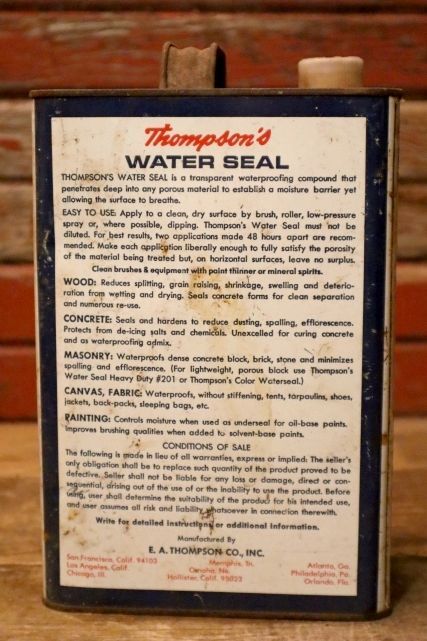 Thompson's
WATER SEAL
THOMPSON'S WATER SEAL is a transparent waterproofing compound that
penetrates deep into any porous material to establish a moisture barrier yet
allowing the surface to breathe.
EASY TO USE: Apply to a clean, dry surface by brush, roller, low-pressure
spray or, where possible, dipping. Thompson's Water Seal must not be
diluted. For best results, two applications made 48 hours apart are recom-
mended. Make each application liberally enough to fully satisfy the porosity
of the material being treated but, on horizontal surfaces, leave no surplus.
Clean brushes & equipment with paint thinner or mineral spirits.
WOOD: Reduces splitting, grain raising, shrinkage, swelling and deterio-
ration from wetting and drying. Seals concrete forms for clean separation
and numerous re-use.
CONCRETE: Seals and hardens to reduce dusting, spalling, efflorescence.
Protects from de-icing salts and chemicals. Unexcelled for curing concrete
and as waterproofing admix.
MASONRY: Waterproofs dense concrete block, brick, stone and minimizes
spalling and efflorescence. (For lightweight, porous block use Thompson's
Water Seal Heavy Duty #201 or Thompson's Color Waterseal.)
CANVAS, FABRIC: Waterproofs, without stiffening, tents, tarpaulins, shoes,
jackets, back-packs, sleeping bags, etc.
PAINTING: Controls moisture when used as underseal for oil-base paints.
Improves brushing qualities when added to solvent-base paints.
CONDITIONS OF SALE
The following is made in lieu of all warranties, express or implied: The seller's
only obligation shall be to replace such quantity of the product proved to be
defective. Seller shall not be liable for any loss or damage, direct or con-
sequential, arising out of the use of or the inability to use the product. Before
using, user shall determine the suitability of the product for his intended use,
and user assumes all risk and liability whatsoever in connection therewith.
Write for detailed instructions or additional information.
Manufactured By
E. A. THOMPSON CO., INC.
San Francisco, Calif. 94103 Memphis, Tn. Atlanta, Ga.
Los Angeles, Calif. Omaha, Ne. Philadelphia, Pa.
Chicago, Ill. Hollister, Calif. 95023 Orlando, Fla.